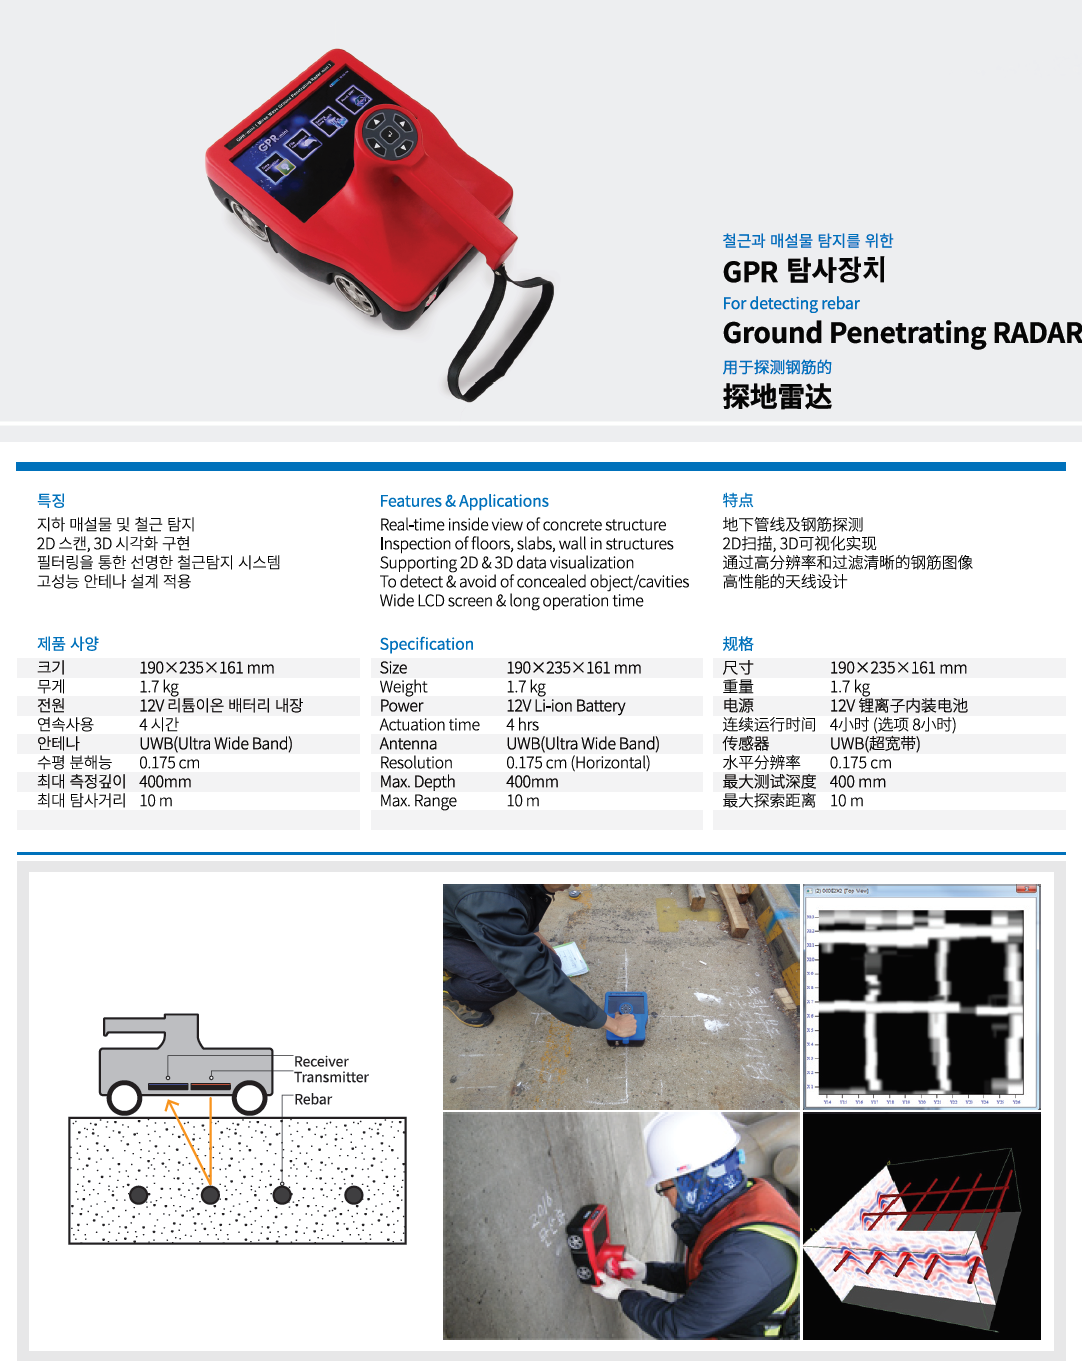 GPR mini
철근과 매설물 탐지를 위한
GPR 탐사장치
For detecting rebar
Ground Penetrating RADAR
用于探测钢筋的
探地雷达
특징
지하 매설물 및 철근 탐지
2D 스캔, 3D 시각화 구현
필터링을 통한 선명한 철근탐지 시스템
고성능 안테나 설계 적용
Features & Applications
Real-time inside view of concrete structure
Inspection of floors, slabs, wall in structures
Supporting 2D & 3D data visualization
To detect & avoid of concealed object/cavities
Wide LCD screen & long operation time
特点
地下管线及钢筋探测
2D扫描, 3D可视化实现
通过高分辨率和过滤清晰的钢筋图像
高性能的天线设计
제품 사양
크기 190×235×161 mm
무게 1.7 kg
전원 12V 리튬이온 배터리 내장
연속사용 4 시간
안테나 UWB(Ultra Wide Band)
수평 분해능 0.175 cm
최대 측정깊이 400mm
최대 탐사거리 10 m
Specification
Size 190×235×161 mm
Weight 1.7 kg
Power 12V Li-ion Battery
Actuation time 4 hrs
Antenna UWB(Ultra Wide Band)
Resolution 0.175 cm (Horizontal)
Max. Depth 400mm
Max. Range 10 m
规格
尺寸 190×235×161 mm
重量 1.7 kg
电源 12V 锂离子内装电池
连续运行时间 4小时 (选项 8小时)
传感器 UWB(超宽带)
水平分辨率 0.175 cm
最大测试深度 400 mm
最大探索距离 10 m
Receiver
Transmitter
Rebar